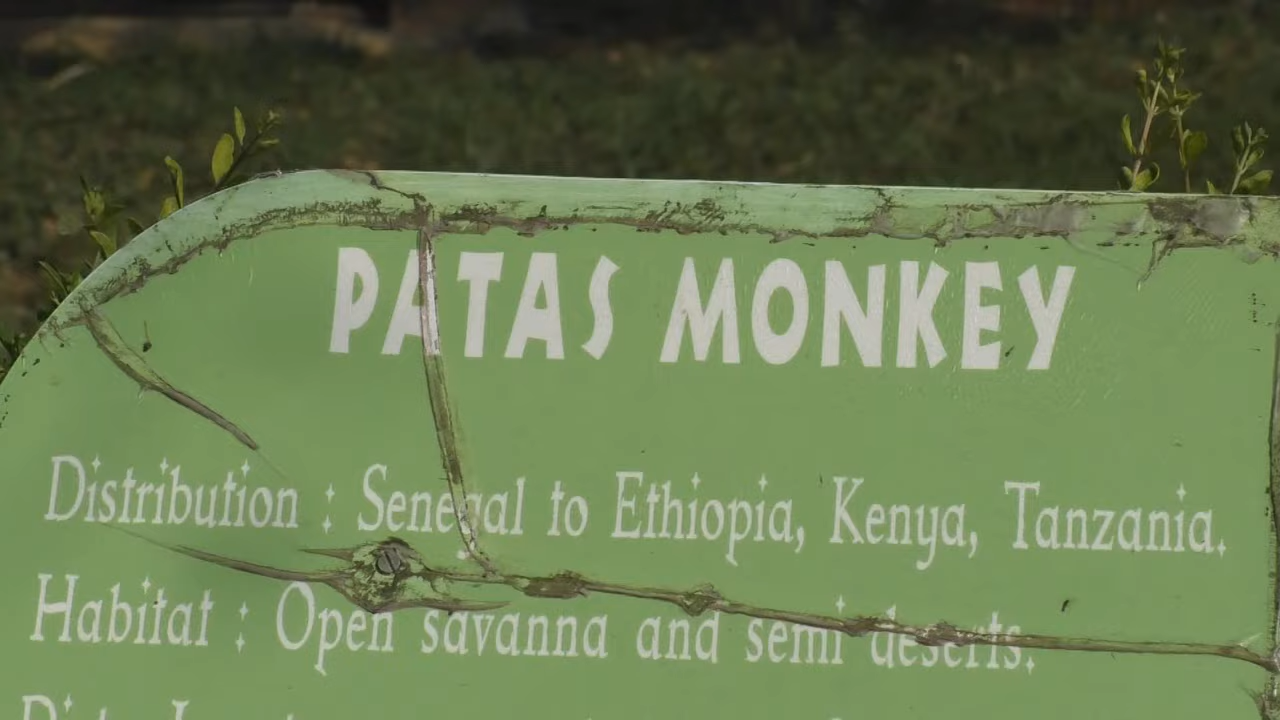 PATAS MONKEY
Distribution : Senegal to Ethiopia, Kenya, Tanzania.
Habitat : Open savanna and semi deserts.